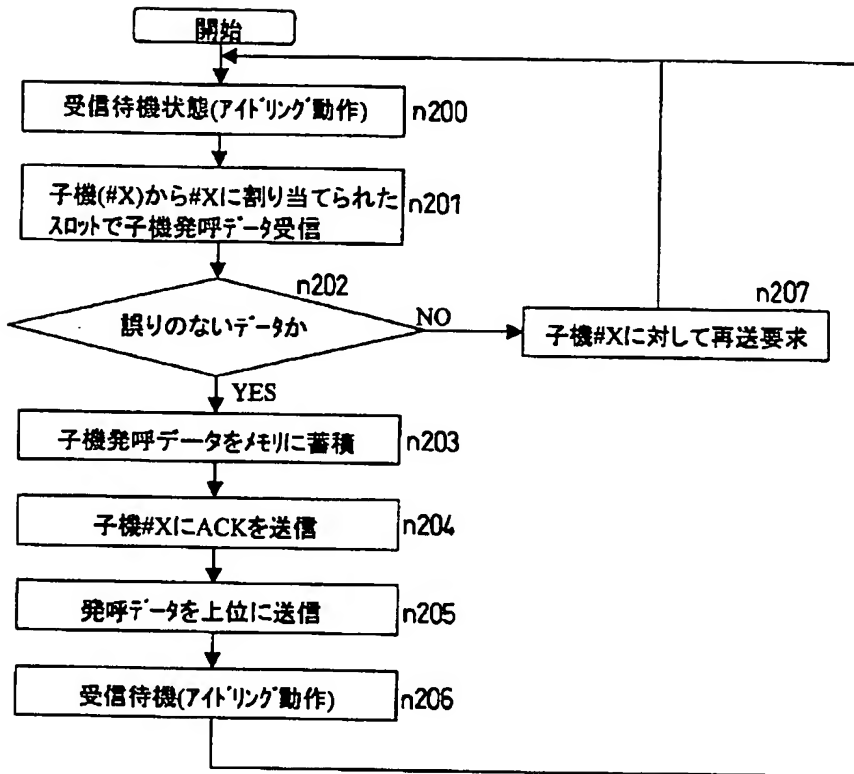 開始
受信待機状態(アイドリング動作)
n200
子機(#X)から#Xに割り当てられた
スロットで子機発呼データ受信
n201
n202
誤りのないデータか
NO
n207
子機#Xに対して再送要求
YES
子機発呼データをメモリに蓄積
n203
子機#XにACKを送信
n204
発呼データを上位に送信
n205
受信待機(アイドリング動作)
n206